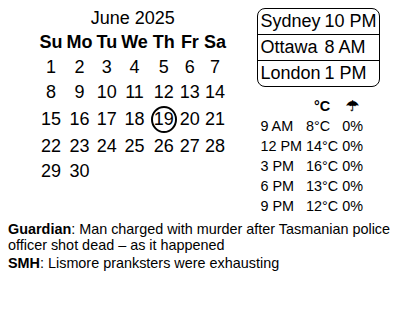 June 2025
Su Mo Tu We Th Fr Sa
1 2 3 4 5 6 7
8 9 10 11 12 13 14
15 16 17 18 19 20 21
22 23 24 25 26 27 28
29 30
Sydney 10 PM
Ottawa 8 AM
London 1 PM
°C ☂
9 AM 8°C 0%
12 PM 14°C 0%
3 PM 16°C 0%
6 PM 13°C 0%
9 PM 12°C 0%
Guardian: Man charged with murder after Tasmanian police
officer shot dead – as it happened
SMH: Lismore pranksters were exhausting